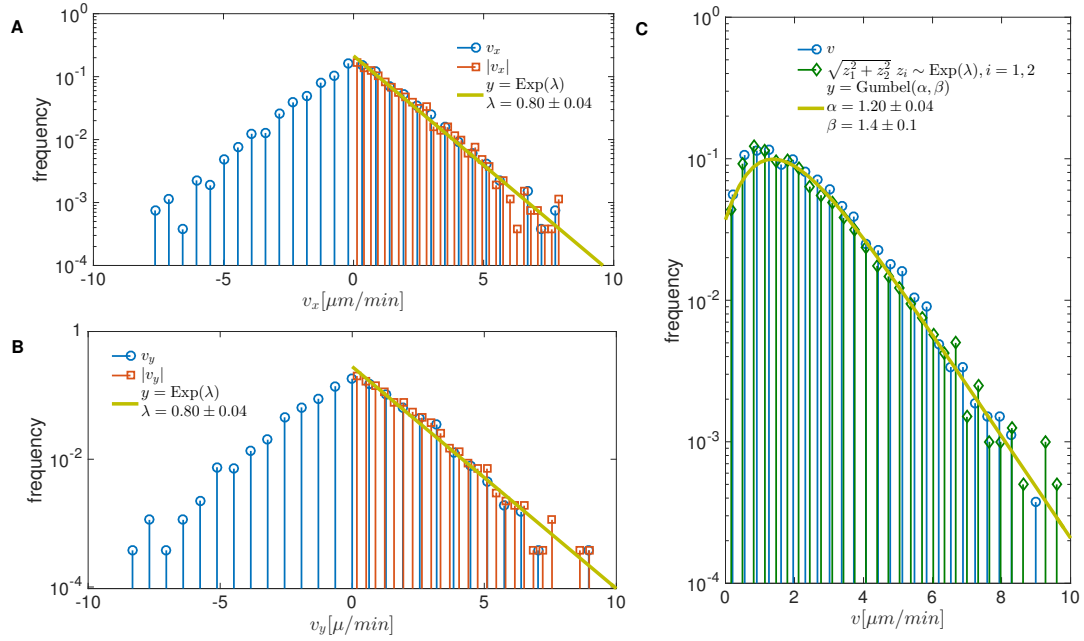 A
frequency
10^0
10^-1
10^-2
10^-3
10^-4
v_x
|v_x|
y = Exp(λ)
λ = 0.80 ± 0.04
-10
-5
0
5
10
v_x[μm/min]
B
frequency
1
10^-2
10^-4
v_y
|v_y|
y = Exp(λ)
λ = 0.80 ± 0.04
-10
-5
0
5
10
v_y[μ/min]
C
frequency
10^0
10^-1
10^-2
10^-3
10^-4
v
√(z_1^2 + z_2^2) z_i ∼ Exp(λ), i = 1, 2
y = Gumbel(α, β)
α = 1.20 ± 0.04
β = 1.4 ± 0.1
0
2
4
6
8
10
v[μm/min]